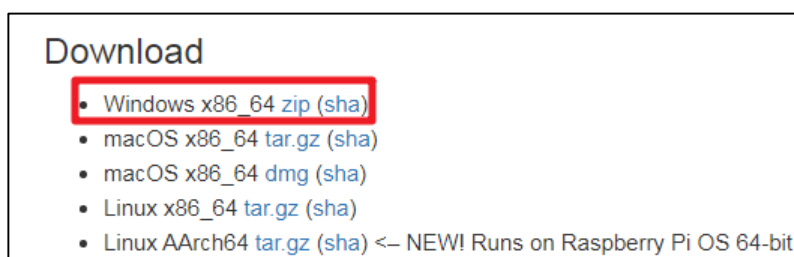 Download
• Windows x86_64 zip (sha)
• macOS x86_64 tar.gz (sha)
• macOS x86_64 dmg (sha)
• Linux x86_64 tar.gz (sha)
• Linux AArch64 tar.gz (sha) <– NEW! Runs on Raspberry Pi OS 64-bit